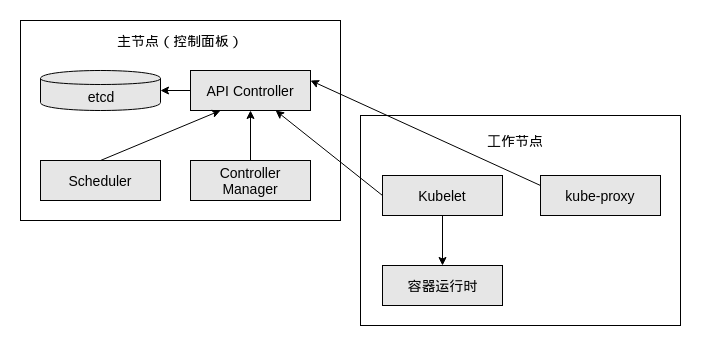 主节点（控制面板）
etcd
API Controller
Scheduler
Controller
Manager
工作节点
Kubelet
kube-proxy
容器运行时